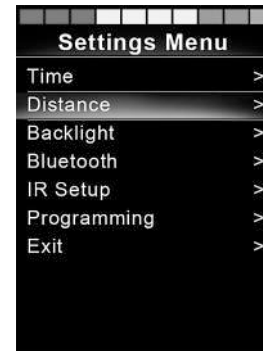 Settings Menu
Time >
Distance >
Backlight >
Bluetooth >
IR Setup >
Programming >
Exit >